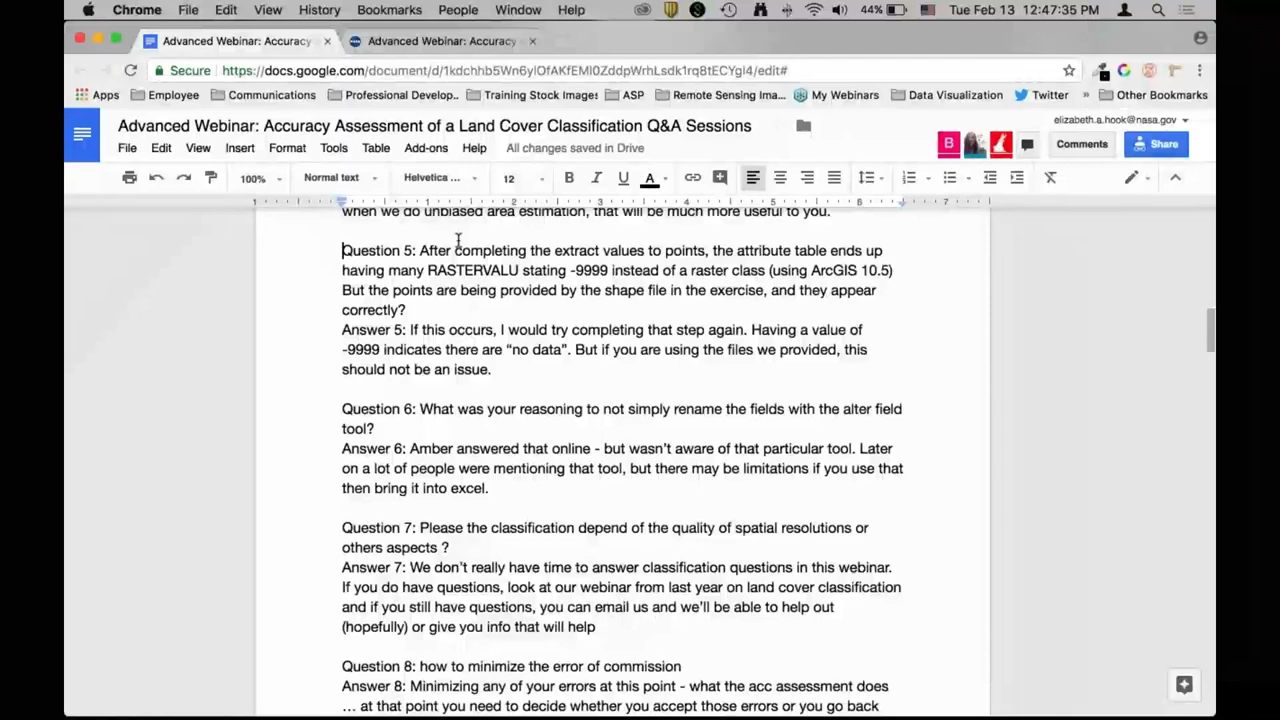 Chrome File Edit View History Bookmarks People Window Help 44% Tue Feb 13 12:47:35 PM
Advanced Webinar: Accuracy × Advanced Webinar: Accuracy ×
Secure https://docs.google.com/document/d/
Apps Employee Communications Professional Develop.. Training Stock Images ASP Remote Sensing Ima... My Webinars Data Visualization Twitter » Other Bookmarks
elizabeth.a.hook@nasa.gov
Advanced Webinar: Accuracy Assessment of a Land Cover Classification Q&A Sessions
File Edit View Insert Format Tools Table Add-ons Help All changes saved in Drive
B Comments Share
100% Normal text Helvetica ... 12 B I U A
1 1 2 3 4 5 6 7
when we do unbiased area estimation, that will be much more useful to you.
Question 5: After completing the extract values to points, the attribute table ends up
having many RASTERVALU stating -9999 instead of a raster class (using ArcGIS 10.5)
But the points are being provided by the shape file in the exercise, and they appear
correctly?
Answer 5: If this occurs, I would try completing that step again. Having a value of
-9999 indicates there are “no data”. But if you are using the files we provided, this
should not be an issue.
Question 6: What was your reasoning to not simply rename the fields with the alter field
tool?
Answer 6: Amber answered that online - but wasn’t aware of that particular tool. Later
on a lot of people were mentioning that tool, but there may be limitations if you use that
then bring it into excel.
Question 7: Please the classification depend of the quality of spatial resolutions or
others aspects ?
Answer 7: We don’t really have time to answer classification questions in this webinar.
If you do have questions, look at our webinar from last year on land cover classification
and if you still have questions, you can email us and we’ll be able to help out
(hopefully) or give you info that will help
Question 8: how to minimize the error of commission
Answer 8: Minimizing any of your errors at this point - what the acc assessment does
... at that point you need to decide whether you accept those errors or you go back